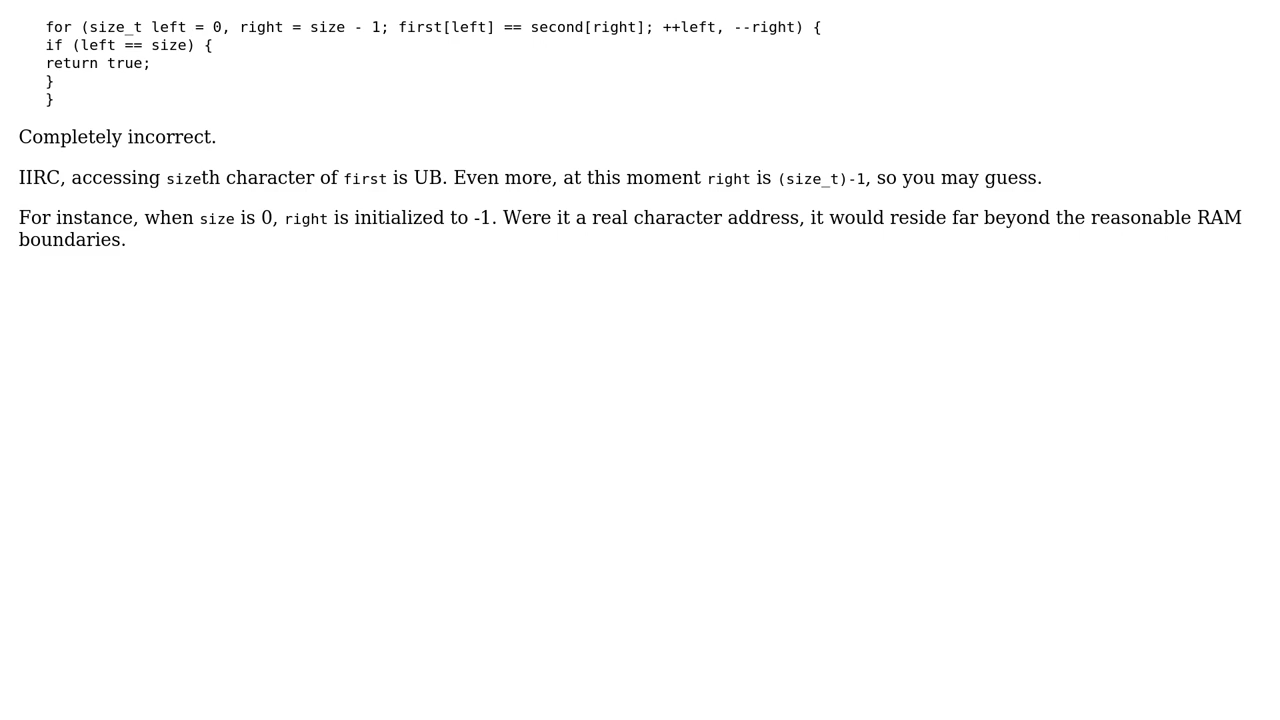 for (size_t left = 0, right = size - 1; first[left] == second[right]; ++left, --right) {
if (left == size) {
return true;
}
}
Completely incorrect.
IIRC, accessing sizeth character of first is UB. Even more, at this moment right is (size_t)-1, so you may guess.
For instance, when size is 0, right is initialized to -1. Were it a real character address, it would reside far beyond the reasonable RAM
boundaries.